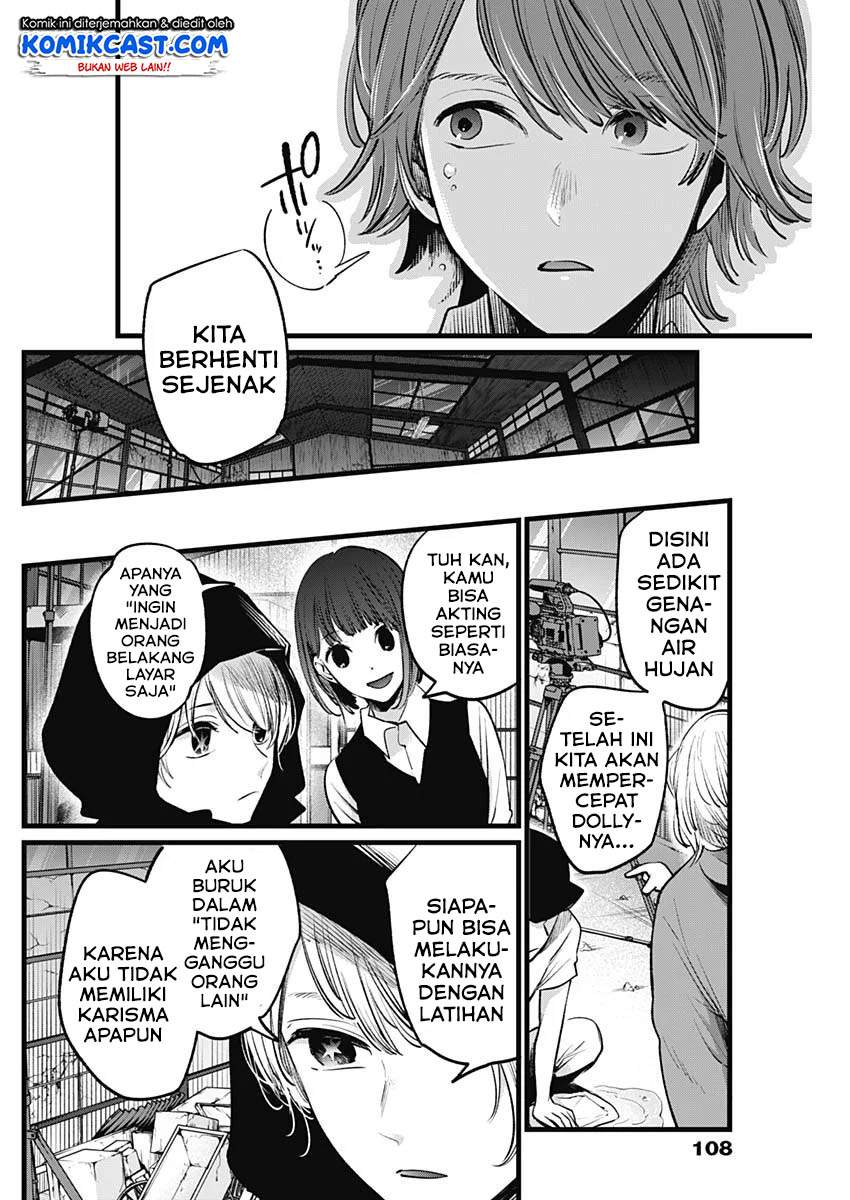 Komik ini diterjemahkan & diedit oleh
KOMIKCAST.COM
BUKAN WEB LAIN!!
ポロ
KITA
BERHENTI
SEJENAK
DISINI
ADA
SEDIKIT
GENA-
NGAN
AIR
HUJAN
SE-
TELAH INI
KITA AKAN
MEMPER-
CEPAT
DOLLY-
NYA...
TUH KAN,
KAMU
BISA
AKTING
SEPERTI
BIASA-
NYA
APANYA
YANG
"INGIN
MENJADI
ORANG
BELAKANG
LAYAR
SAJA"
SIAPA-
PUN BISA
MELAKU-
KANNYA
DENGAN
LATIHAN
AKU
BURUK
DALAM
"TIDAK
MENG-
GANGGU
ORANG
LAIN"
KARENA
AKU TIDAK
MEMILIKI
KARISMA
APAPUN
108